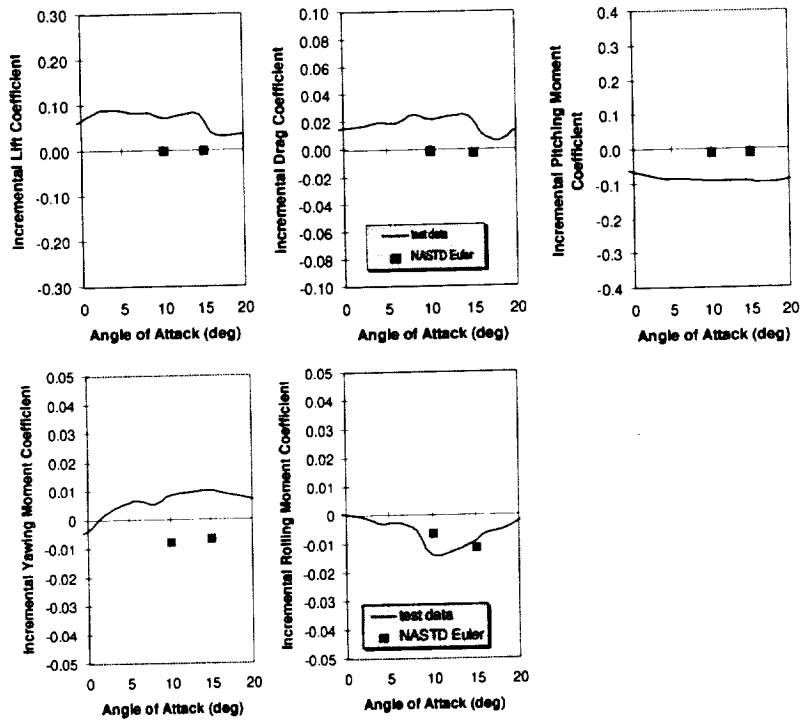 Incremental Lift Coefficient
0.30
0.20
0.10
0.00
-0.10
-0.20
-0.30
0 5 10 15 20
Angle of Attack (deg)
Incremental Drag Coefficient
0.10
0.08
0.06
0.04
0.02
0.00
-0.02
-0.04
-0.06
-0.08
-0.10
test data
NASTD Euler
0 5 10 15 20
Angle of Attack (deg)
Incremental Pitching Moment
Coefficient
0.4
0.3
0.2
0.1
0.0
-0.1
-0.2
-0.3
-0.4
0 5 10 15 20
Angle of Attack (deg)
Incremental Yawing Moment Coefficient
0.05
0.04
0.03
0.02
0.01
0
-0.01
-0.02
-0.03
-0.04
-0.05
0 5 10 15 20
Angle of Attack (deg)
Incremental Rolling Moment Coefficient
0.05
0.04
0.03
0.02
0.01
0.00
-0.01
-0.02
-0.03
-0.04
-0.05
test data
NASTD Euler
0 5 10 15 20
Angle of Attack (deg)